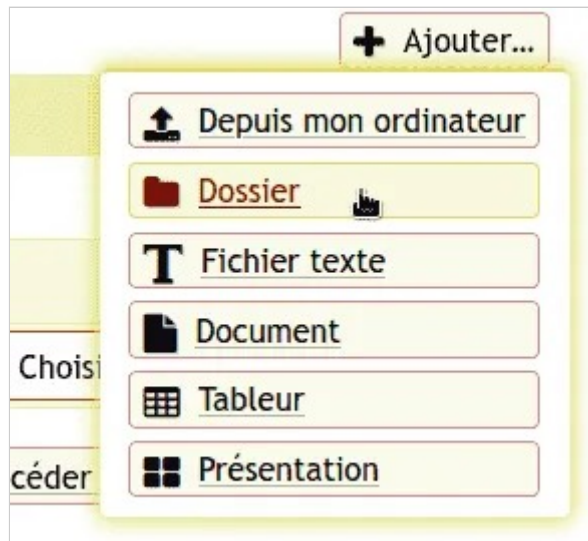 Ajouter...
Depuis mon ordinateur
Dossier
Fichier texte
Document
Choisi
Tableur
Présentation
céder